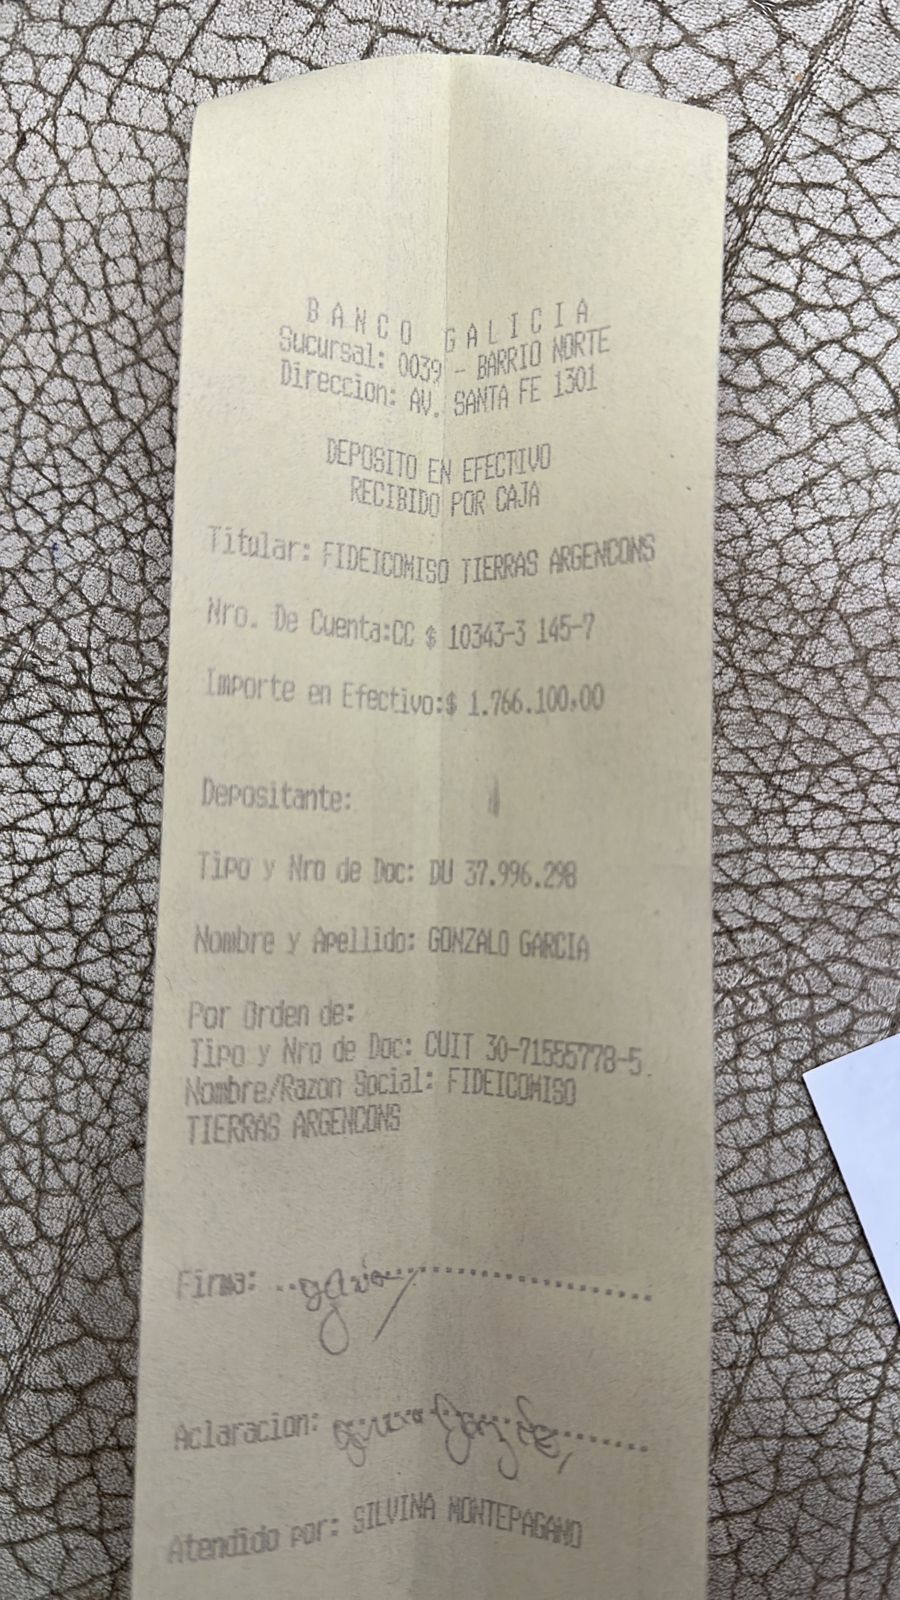 BANCO GALICIA
Sucursal: 0039 - BARRIO NORTE
Direccion: AV. SANTA FE 1301
DEPOSITO EN EFECTIVO
RECIBIDO POR CAJA
Titular: FIDEICOMISO TIERRAS ARGENCONS
Nro. De Cuenta:CC $ 10343-3 145-7
Importe en Efectivo:$ 1.766.100,00
Depositante:
Tipo y Nro de Doc: DU 37.996.298
Nombre y Apellido: GONZALO GARCIA
Por Orden de:
Tipo y Nro de Doc: CUIT 30-71555778-5.
Nombre/Razon Social: FIDEICOMISO
TIERRAS ARGENCONS
Firma:
Aclaracion:
Atendido por: SILVINA MONTEPAGANO